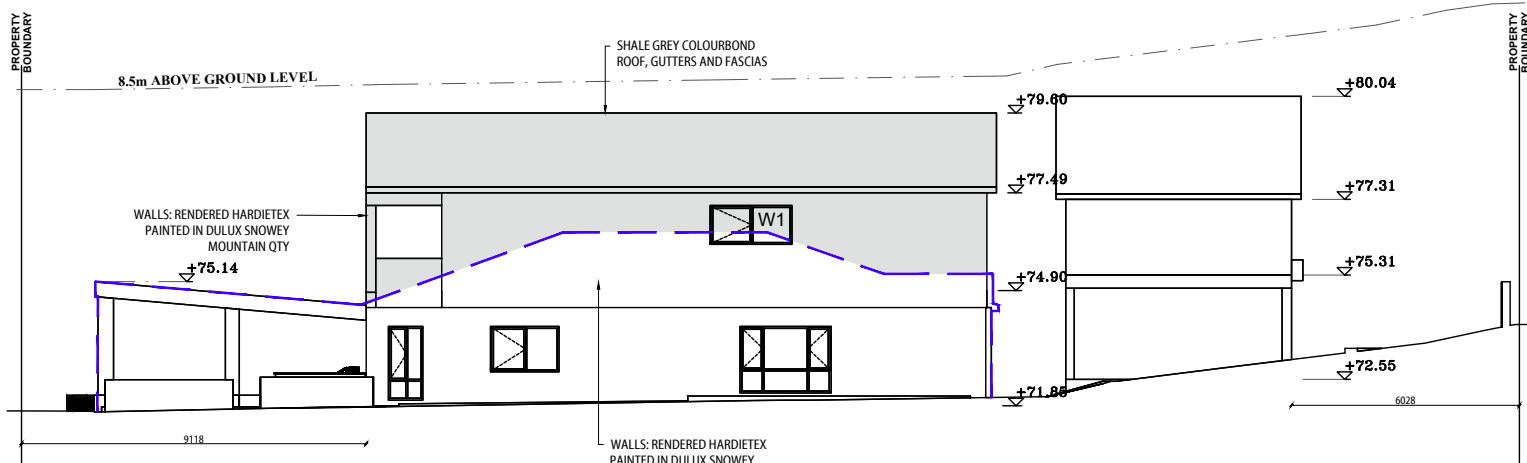 PROPERTY
BOUNDARY
8.5m ABOVE GROUND LEVEL
SHALE GREY COLOURBOND
ROOF, GUTTERS AND FASCIAS
PROPERTY
BOUNDARY
+79.60
+80.04
+77.49
+77.31
WALLS: RENDERED HARDIETEX
PAINTED IN DULUX SNOWEY
MOUNTAIN QTY
W1
+75.14
+74.90
+75.31
+71.85
+72.55
9118
6028
WALLS: RENDERED HARDIETEX
PAINTED IN DULUX SNOWEY